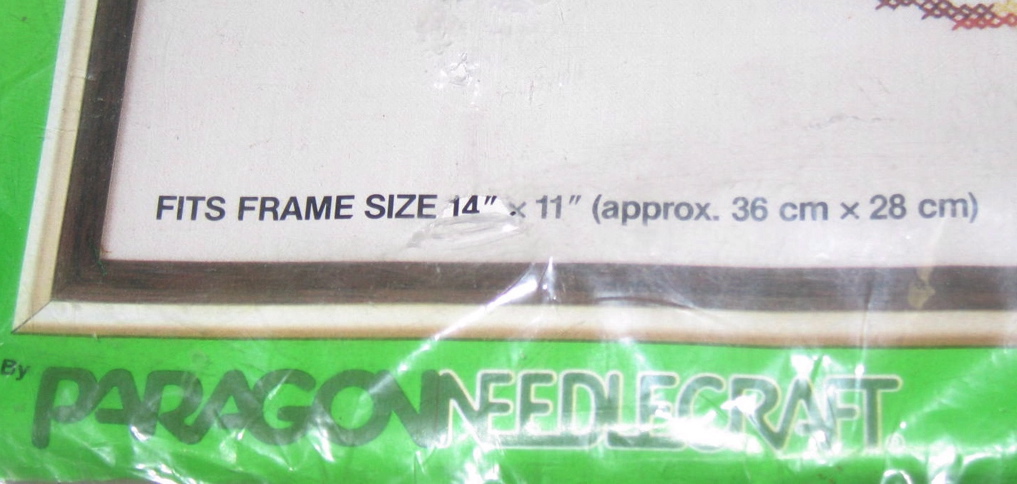 FITS FRAME SIZE 14" × 11" (approx. 36 cm × 28 cm)
By PARAGON NEEDLECRAFT®